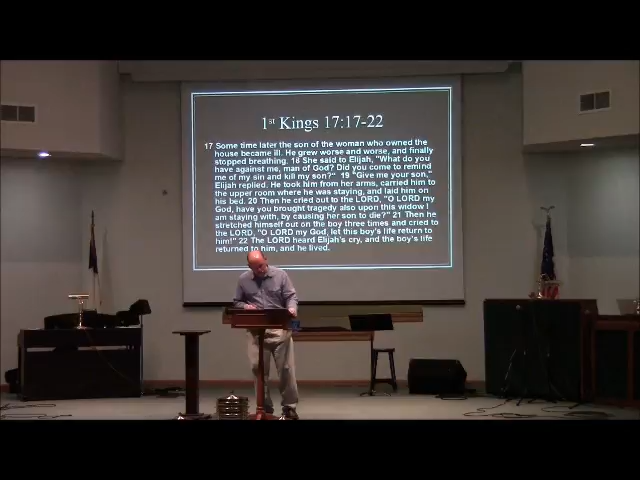 1st Kings 17:17-22
17 Some time later the son of the woman who owned the
house became ill. He grew worse and worse, and finally
stopped breathing. 18 She said to Elijah, "What do you
have against me, man of God? Did you come to remind
me of my sin and kill my son?" 19 "Give me your son,"
Elijah replied. He took him from her arms, carried him to
the upper room where he was staying, and laid him on
his bed. 20 Then he cried out to the LORD, "O LORD my
God, have you brought tragedy also upon this widow I
am staying with, by causing her son to die?" 21 Then he
stretched himself out on the boy three times and cried to
the LORD, "O LORD my God, let this boy's life return to
him!" 22 The LORD heard Elijah's cry, and the boy's life
returned to him, and he lived.